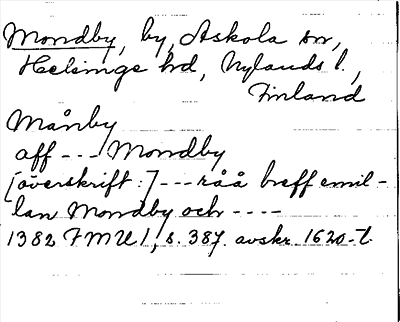 Mondby, by, Askola sn,
Helsinge hd, Nylands l.,
Finland
Månby
aff --- Mondby
[överskrift:] --- råå breff emil-
lan Mondby och ----
1382 FMU 1, s. 387. avskr. 1620-t.